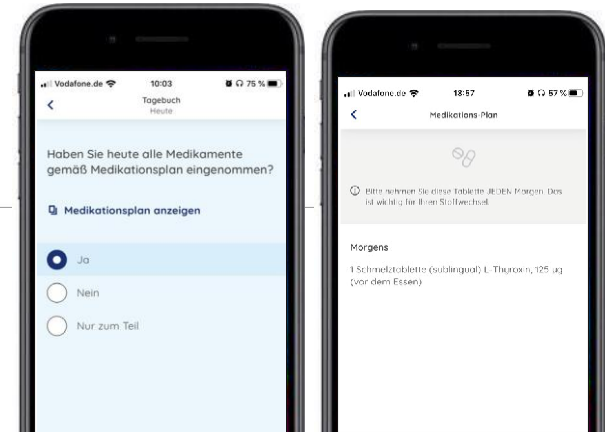 Vodafone.de
10:03
75 %
Tagebuch
Heute
Haben Sie heute alle Medikamente
gemäß Medikationsplan eingenommen?
Medikationsplan anzeigen
Ja
Nein
Nur zum Teil
Vodafone.de
18:57
57 %
Medikations-Plan
Bitte nehmen Sie diese Tablette JEDEN Morgen. Das
ist wichtig für Ihren Stoffwechsel.
Morgens
1 Schmelztablette (sublingual) L-Thyroxin, 125 µg
(vor dem Essen)